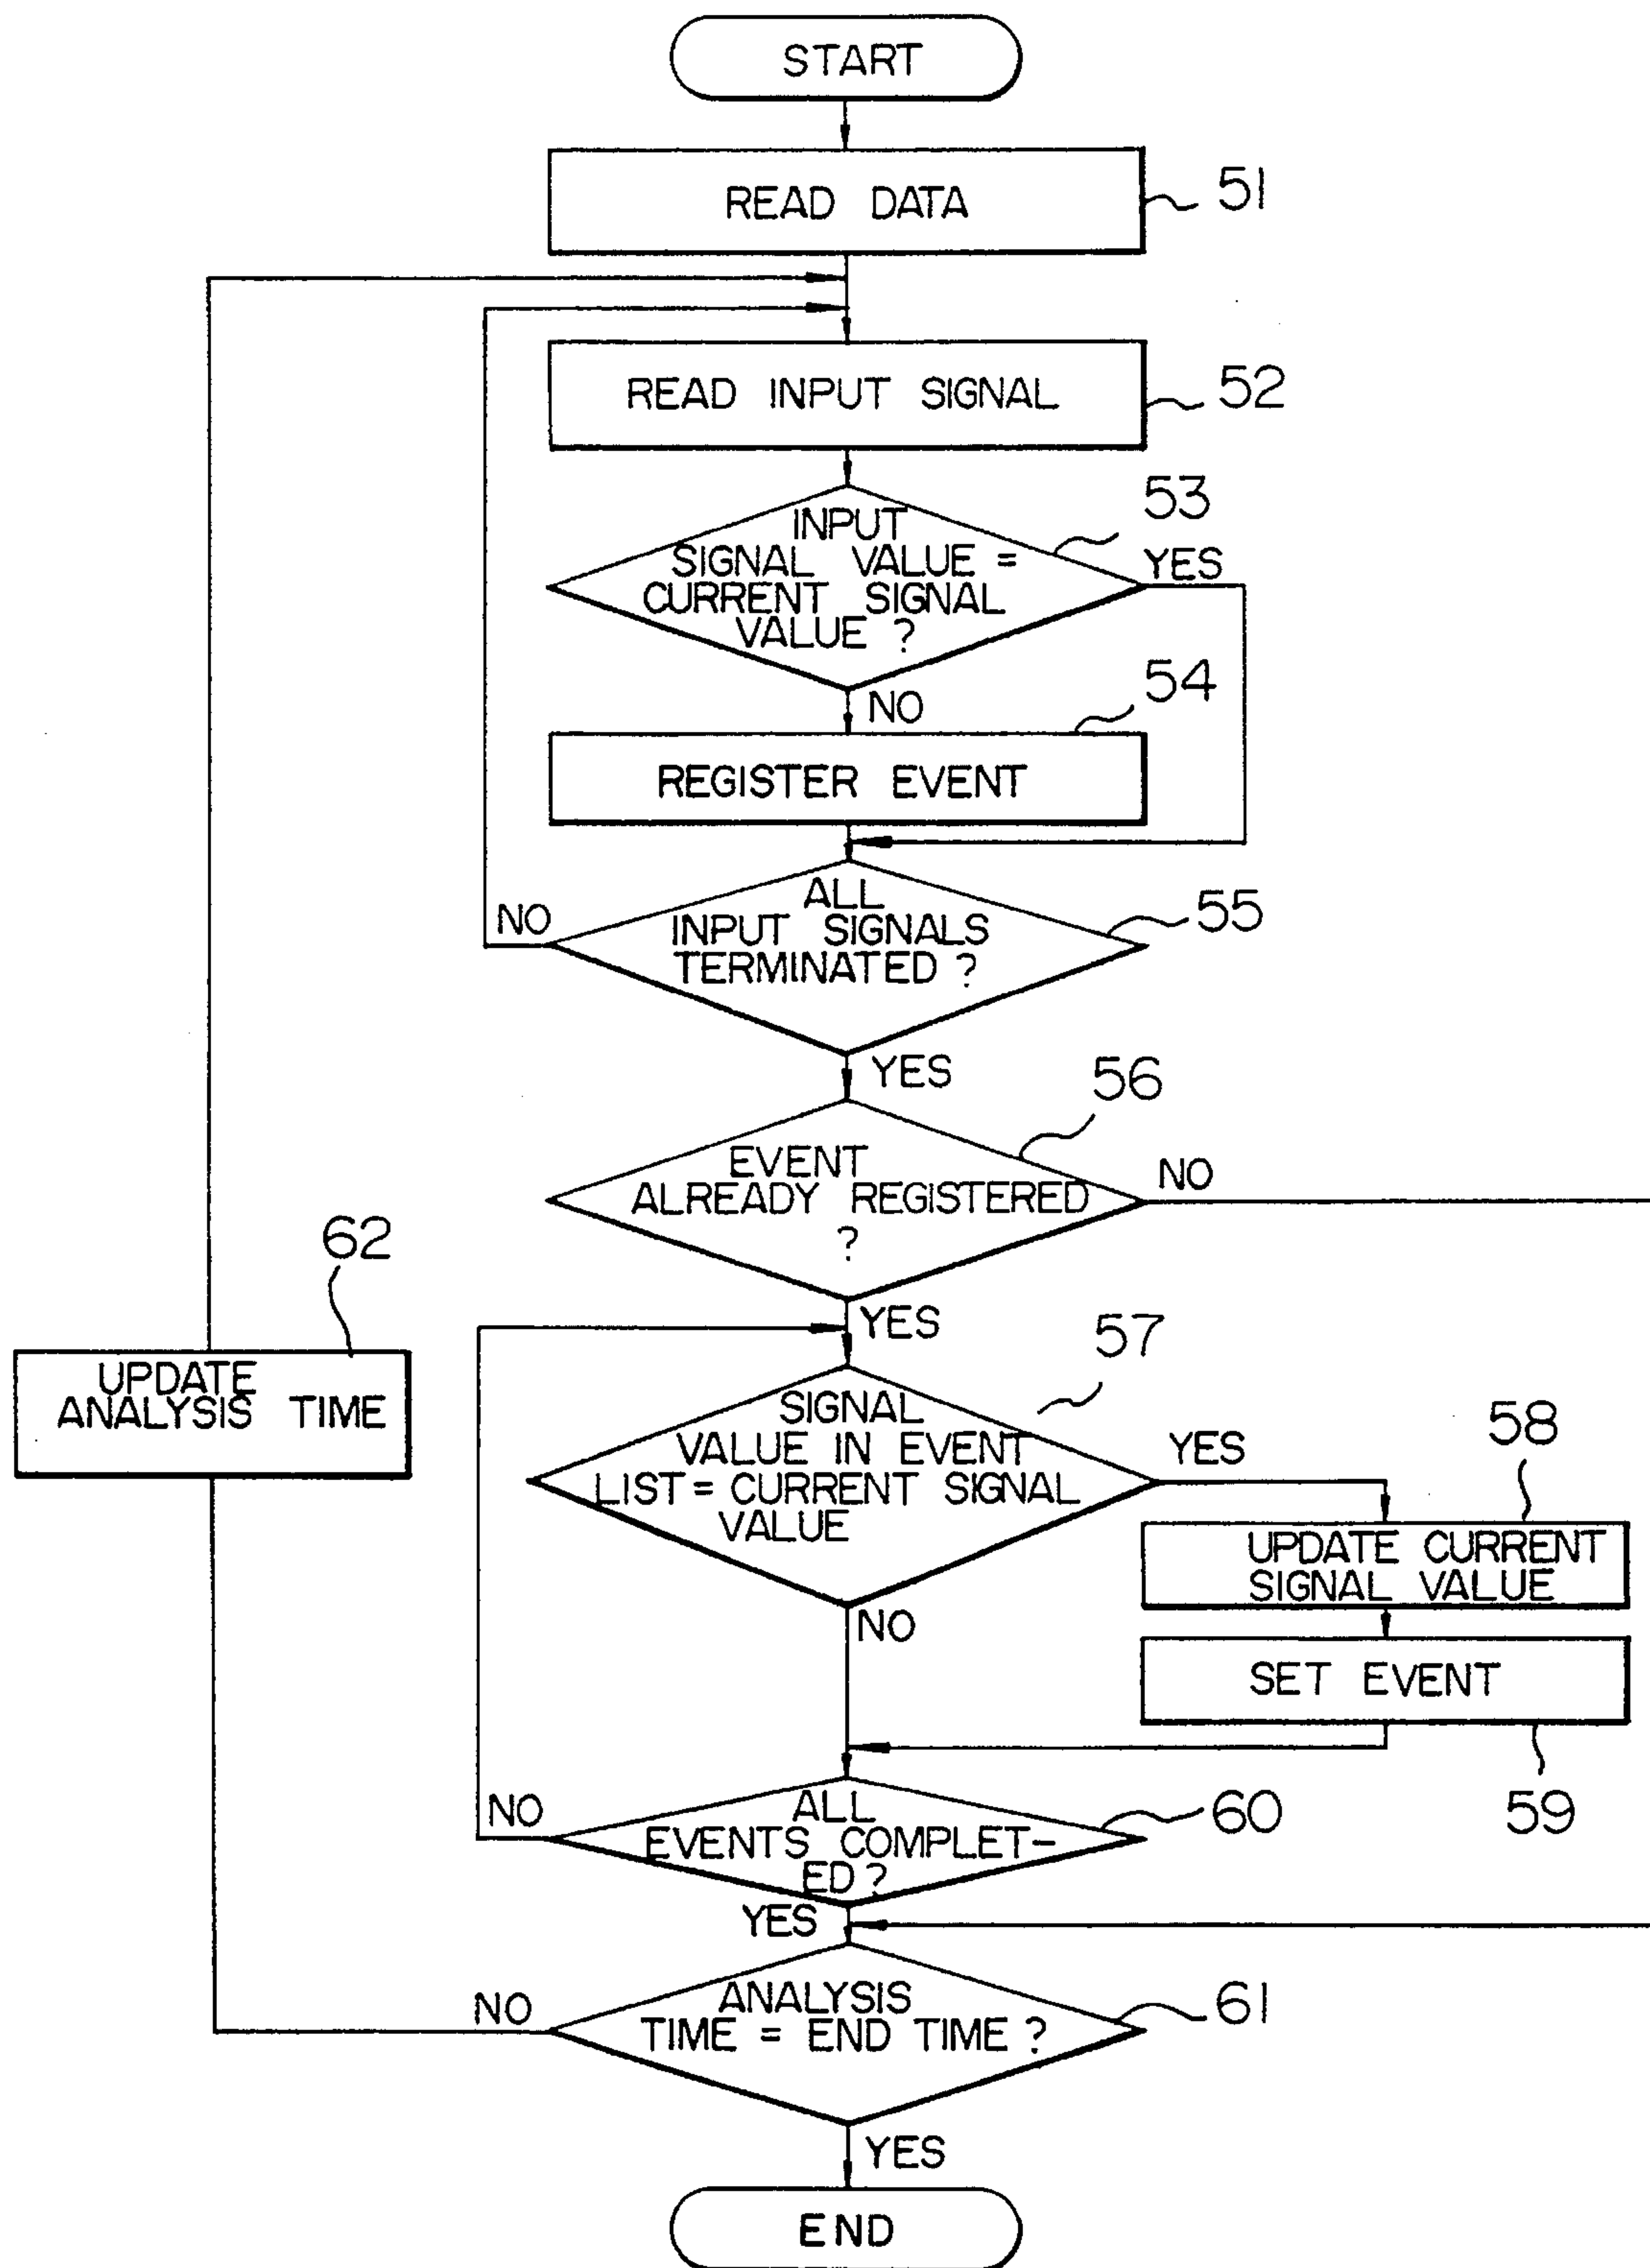 START
READ DATA
51
READ INPUT SIGNAL
52
53
INPUT
SIGNAL VALUE =
CURRENT SIGNAL
VALUE ?
YES
NO
54
REGISTER EVENT
ALL
INPUT SIGNALS
TERMINATED ?
NO
55
YES
56
EVENT
ALREADY REGISTERED
?
NO
62
YES
57
UPDATE
ANALYSIS TIME
SIGNAL
VALUE IN EVENT
LIST = CURRENT SIGNAL
VALUE
YES
58
UPDATE CURRENT
SIGNAL VALUE
NO
SET EVENT
59
NO
ALL
EVENTS COMPLET-
ED ?
60
YES
NO
ANALYSIS
TIME = END TIME ?
61
YES
END